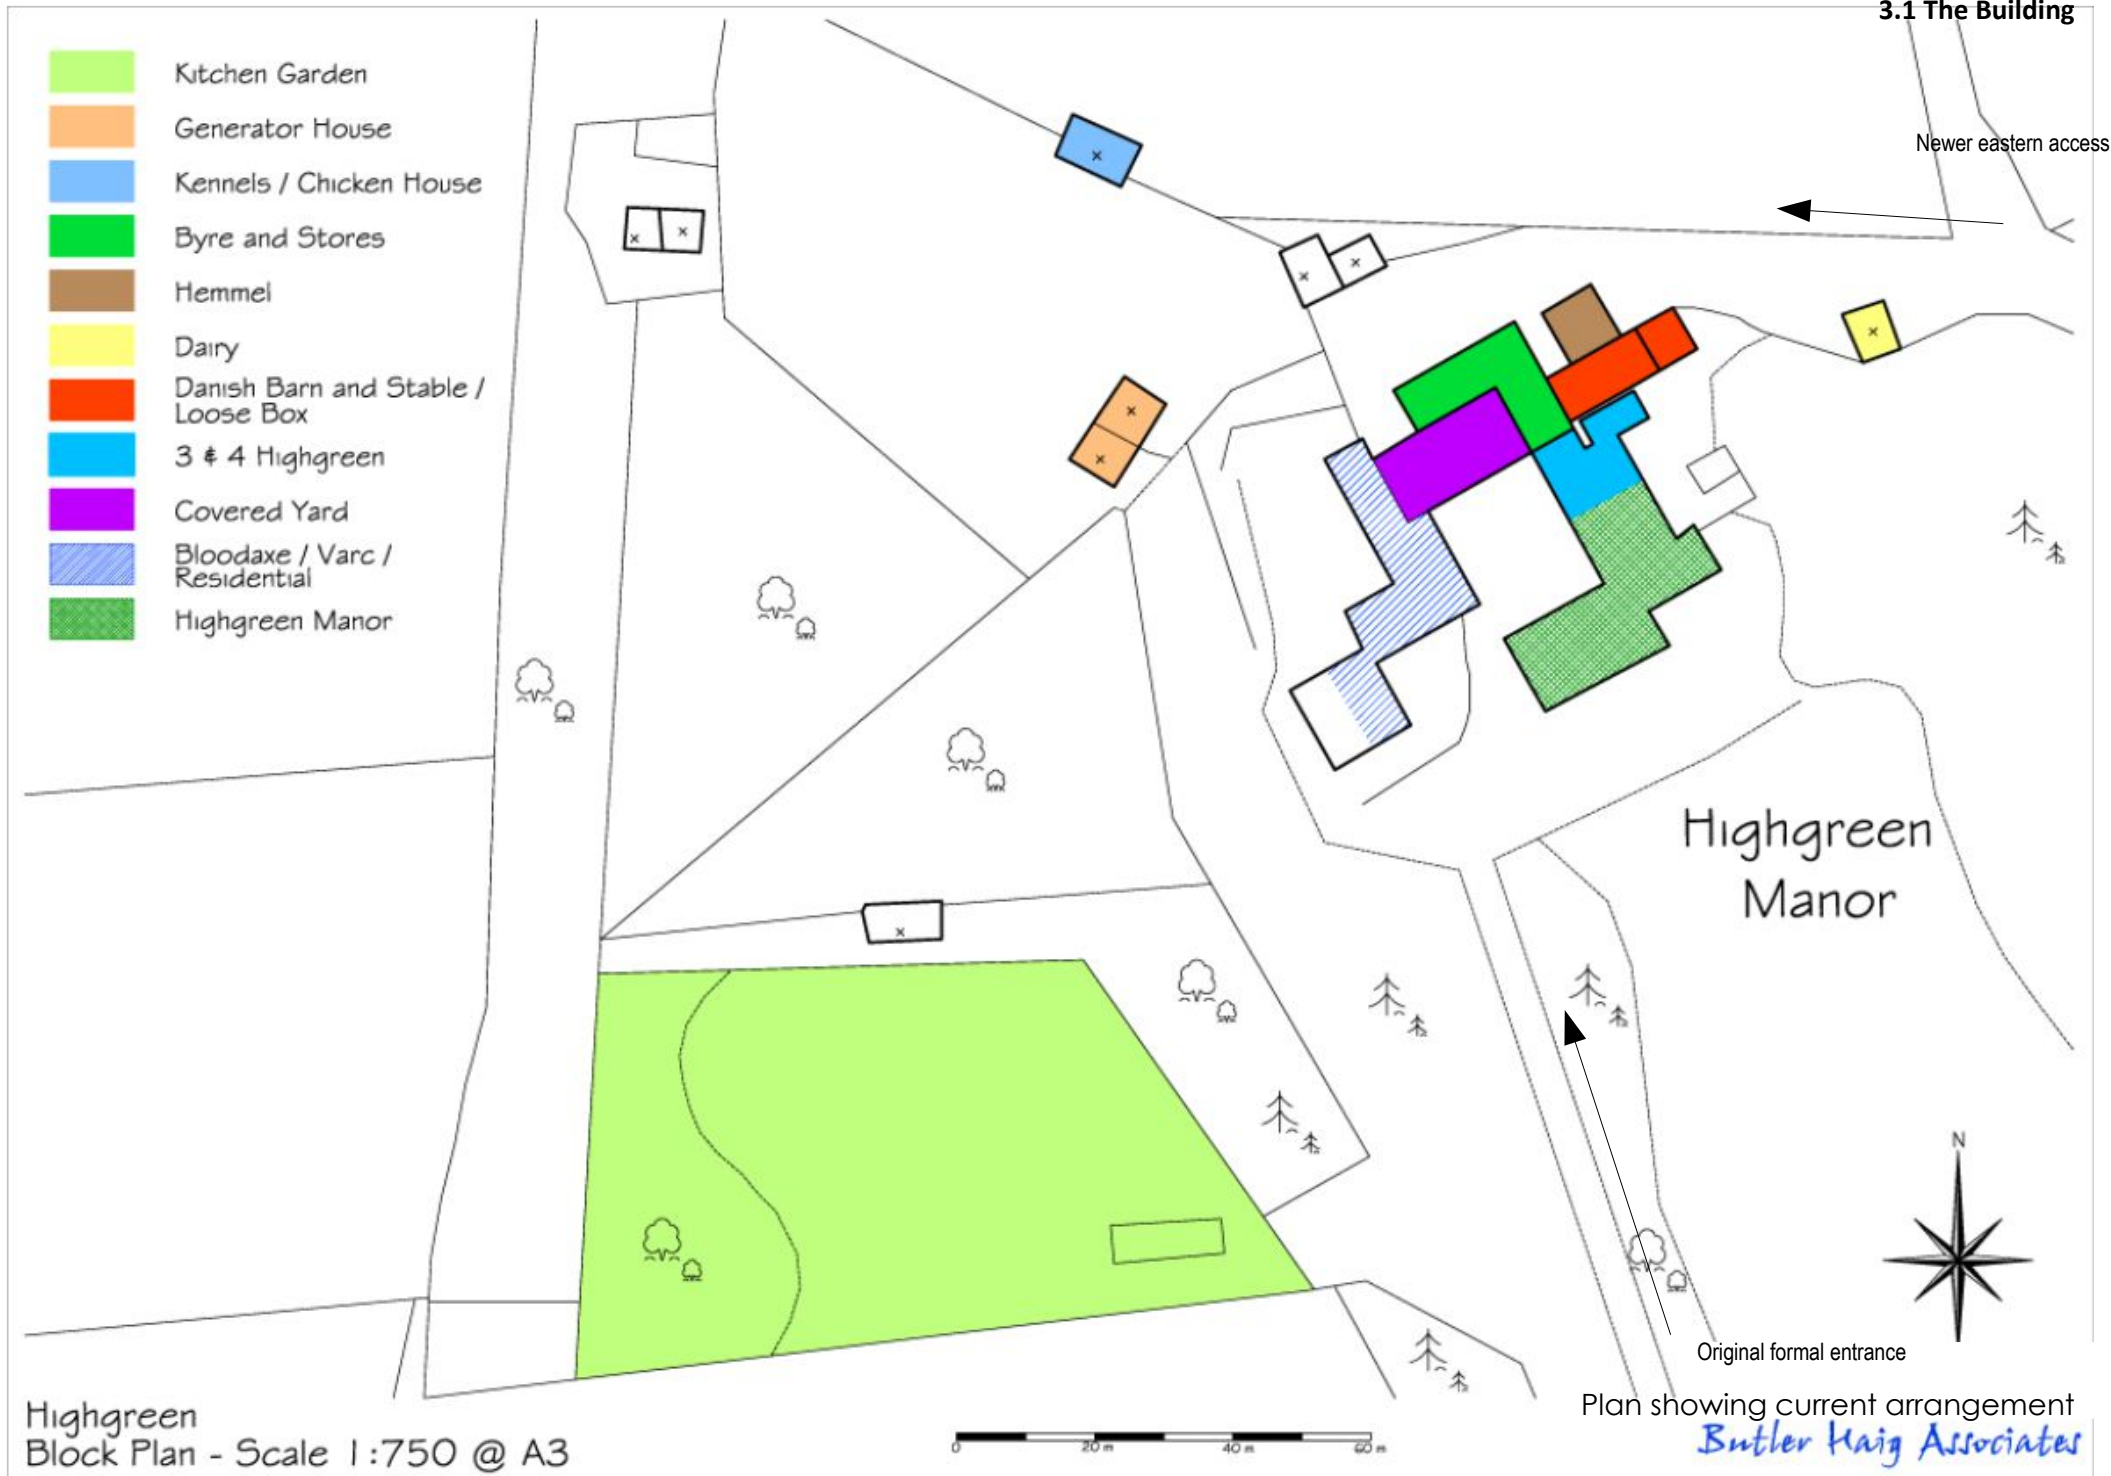 3.1 The Building
Kitchen Garden
Generator House
Kennels / Chicken House
Byre and Stores
Hemmel
Dairy
Danish Barn and Stable /
Loose Box
3 & 4 Highgreen
Covered Yard
Bloodaxe / Varc /
Residential
Highgreen Manor
Newer eastern access
Highgreen
Manor
N
Original formal entrance
Plan showing current arrangement
Butler Haig Associates
Highgreen
Block Plan - Scale 1:750 @ A3
0 20 m 40 m 60 m